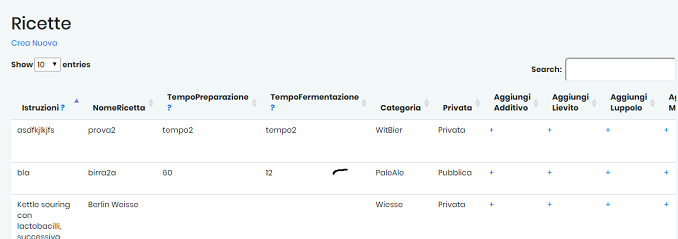 Ricette
Crea Nuova
Show 10 entries
Search:
Istruzioni ? NomeRicetta TempoPreparazione ? TempoFermentazione ? Categoria Privata Aggiungi Additivo Aggiungi Lievito Aggiungi Luppolo
asdfkjlkjfs prova2 tempo2 tempo2 WitBier Privata + + + +
bla birra2a 60 12 PaleAle Pubblica + + + +
Kettle souring Berlin Weisse Wiesse Privata + + + +
con
lactobacilli,
successiva